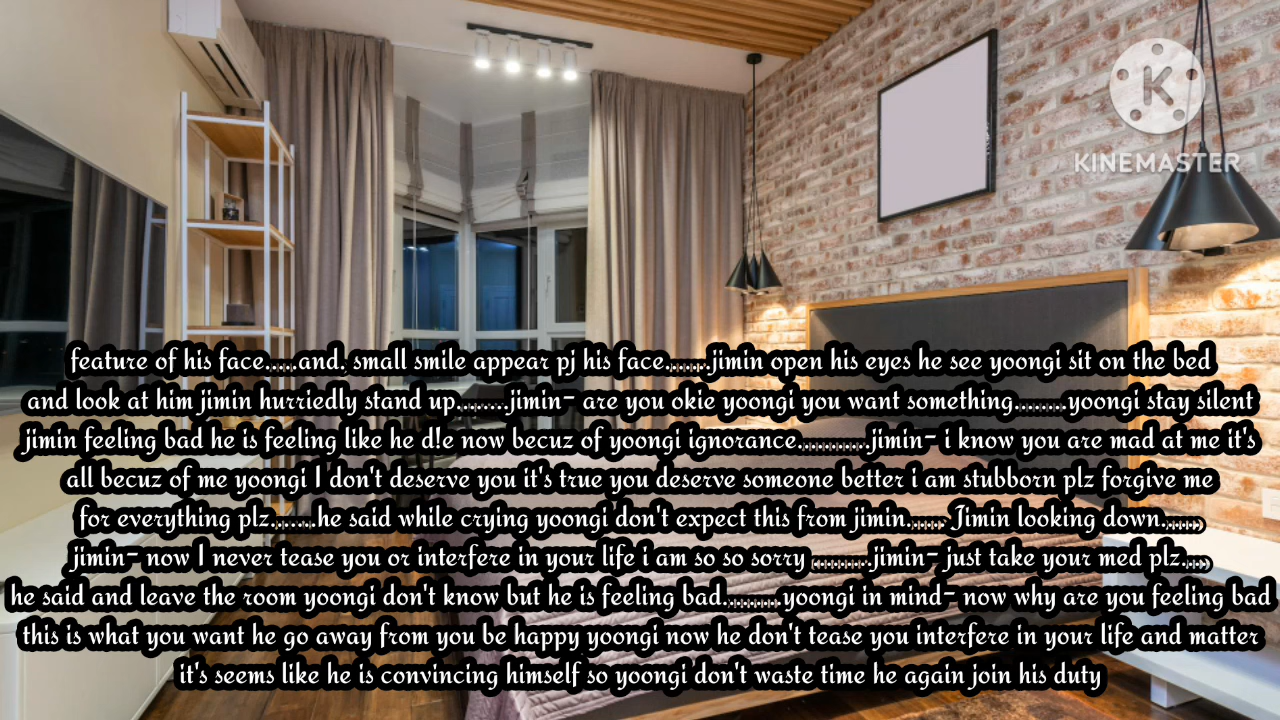 K
KINEMASTER
feature of his face.....and. small smile appear pj his face........jimin open his eyes he see yoongi sit on the bed
and look at him jimin hurriedly stand up.........jimin- are you okie yoongi you want something.........yoongi stay silent
jimin feeling bad he is feeling like he d!e now becuz of yoongi ignorance.............jimin- i know you are mad at me it's
all becuz of me yoongi I don't deserve you it's true you deserve someone better i am stubborn plz forgive me
for everything plz........he said while crying yoongi don't expect this from jimin...... Jimin looking down.......
jimin- now I never tease you or interfere in your life i am so so sorry ..........jimin- just take your med plz.....
he said and leave the room yoongi don't know but he is feeling bad..........yoongi in mind- now why are you feeling bad
this is what you want he go away from you be happy yoongi now he don't tease you interfere in your life and matter
it's seems like he is convincing himself so yoongi don't waste time he again join his duty